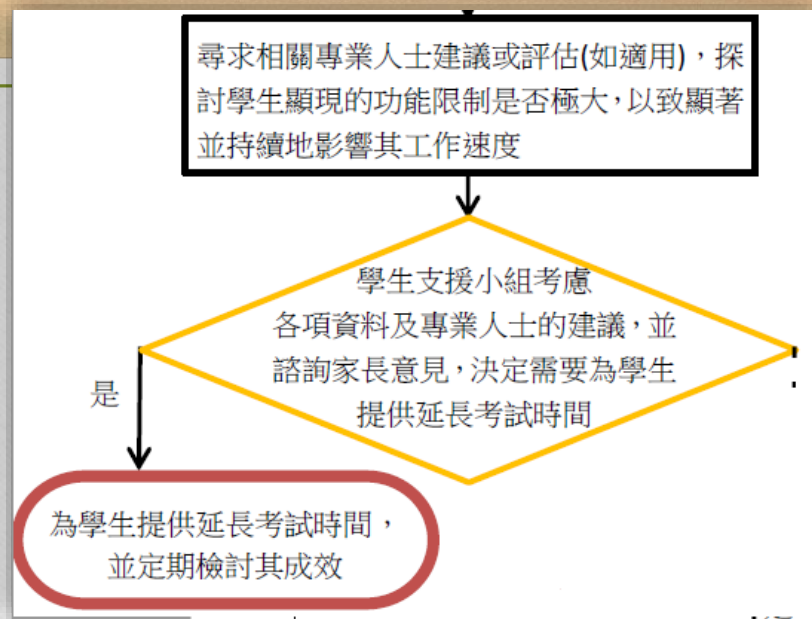 尋求相關專業人士建議或評估(如適用)，探
討學生顯現的功能限制是否極大，以致顯著
並持續地影響其工作速度
學生支援小組考慮
各項資料及專業人士的建議，並
諮詢家長意見，決定需要為學生
提供延長考試時間
是
為學生提供延長考試時間，
並定期檢討其成效